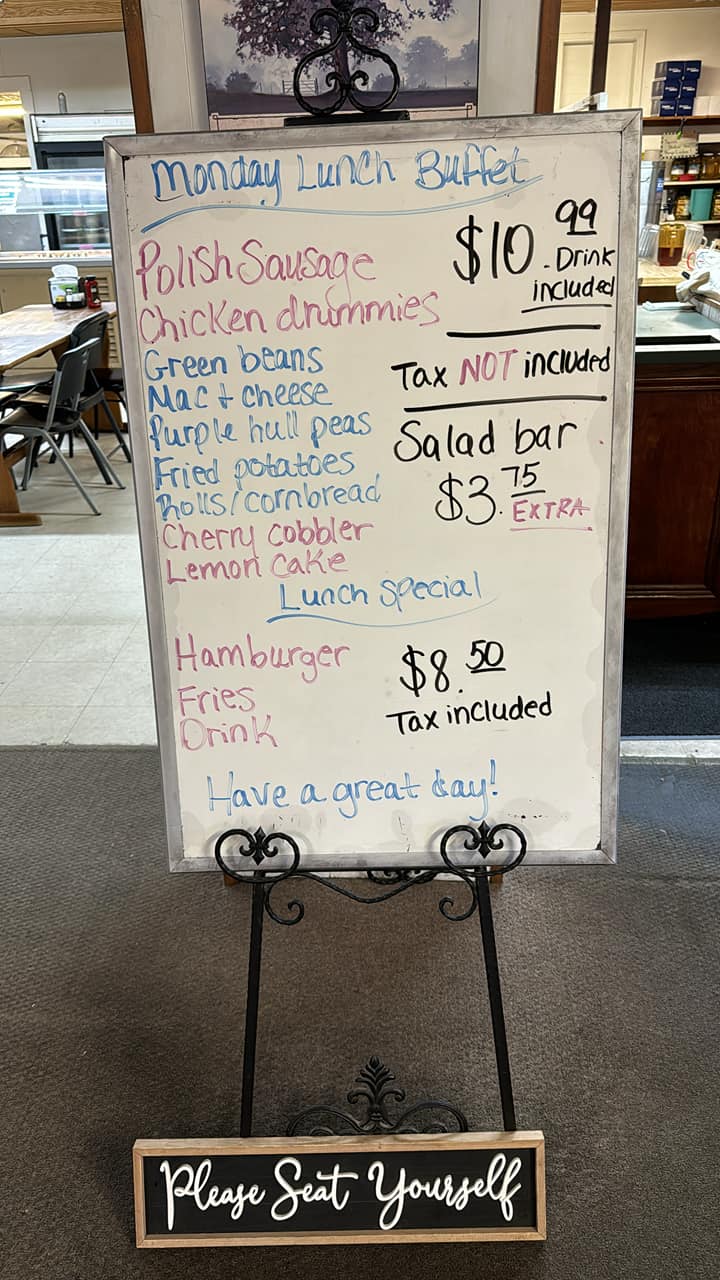 Monday Lunch Buffet
Polish Sausage
Chicken drummies
Green beans
Mac + cheese
Purple hull peas
Fried potatoes
Rolls/cornbread
Cherry cobbler
Lemon cake
$10.99
Drink
included
Tax NOT included
Salad bar
$3.75
EXTRA
Lunch Special
Hamburger
Fries
Drink
$8.50
Tax included
Have a great day!
Please Seat Yourself